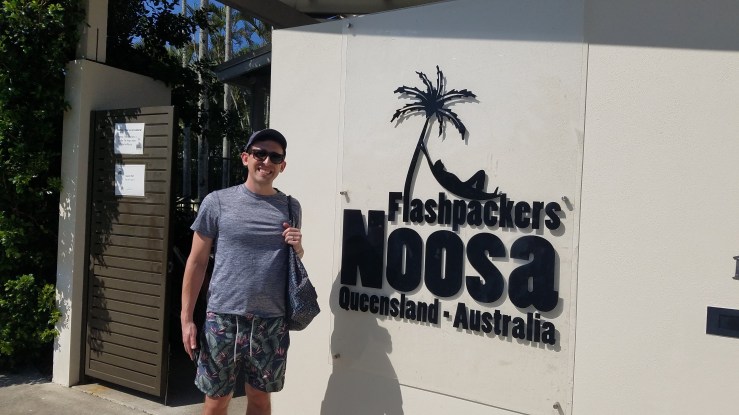 Flashpackers
Noosa
Queensland - Australia